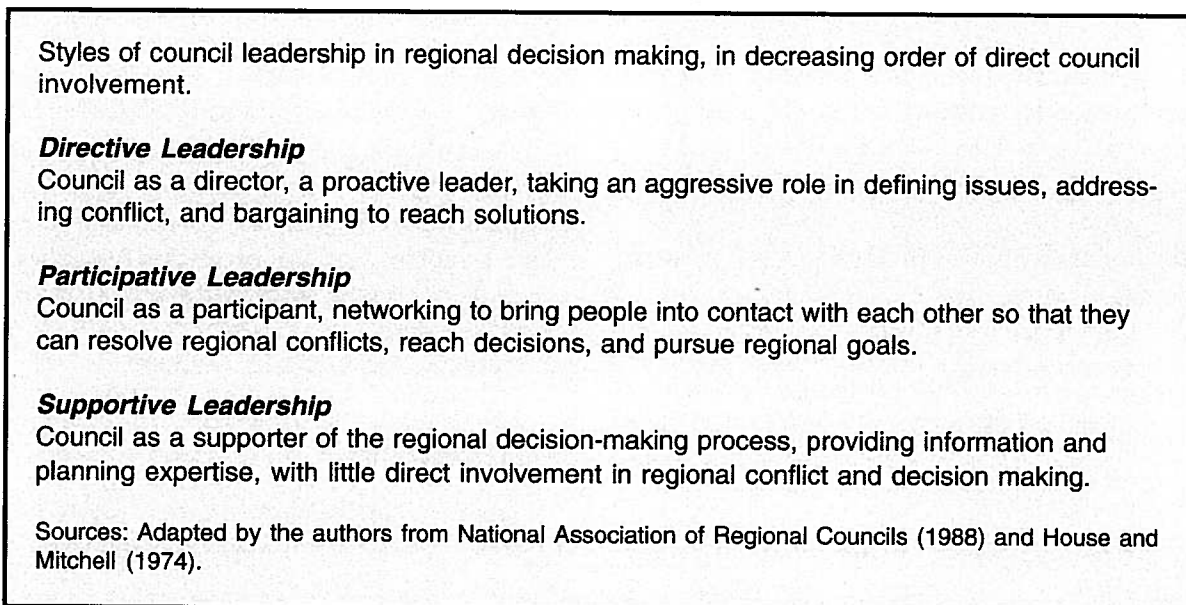 Styles of council leadership in regional decision making, in decreasing order of direct council
involvement.
Directive Leadership
Council as a director, a proactive leader, taking an aggressive role in defining issues, address-
ing conflict, and bargaining to reach solutions.
Participative Leadership
Council as a participant, networking to bring people into contact with each other so that they
can resolve regional conflicts, reach decisions, and pursue regional goals.
Supportive Leadership
Council as a supporter of the regional decision-making process, providing information and
planning expertise, with little direct involvement in regional conflict and decision making.
Sources: Adapted by the authors from National Association of Regional Councils (1988) and House and
Mitchell (1974).